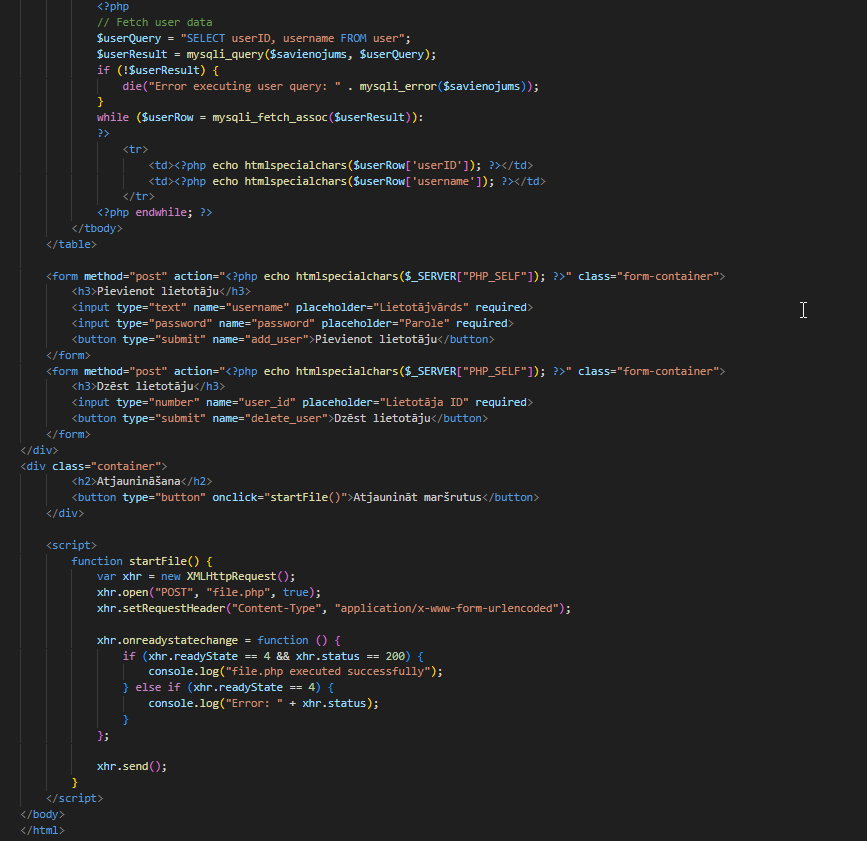 <?php
// Fetch user data
$userQuery = "SELECT userID, username FROM user";
$userResult = mysqli_query($savienojums, $userQuery);
if (!$userResult) {
    die("Error executing user query: " . mysqli_error($savienojums));
}
while ($userRow = mysqli_fetch_assoc($userResult)):
?>
<tr>
<td><?php echo htmlspecialchars($userRow['userID']); ?></td>
<td><?php echo htmlspecialchars($userRow['username']); ?></td>
</tr>
<?php endwhile; ?>
</tbody>
</table>
<form method="post" action="<?php echo htmlspecialchars($_SERVER["PHP_SELF"]); ?>" class="form-container">
<h3>Pievienot lietotāju</h3>
<input type="text" name="username" placeholder="Lietotājvārds" required>
<input type="password" name="password" placeholder="Parole" required>
<button type="submit" name="add_user">Pievienot lietotāju</button>
</form>
<form method="post" action="<?php echo htmlspecialchars($_SERVER["PHP_SELF"]); ?>" class="form-container">
<h3>Dzēst lietotāju</h3>
<input type="number" name="user_id" placeholder="Lietotāja ID" required>
<button type="submit" name="delete_user">Dzēst lietotāju</button>
</form>
</div>
<div class="container">
<h2>Atjaunināšana</h2>
<button type="button" onclick="startFile()">Atjaunināt maršrutus</button>
</div>
<script>
function startFile() {
var xhr = new XMLHttpRequest();
xhr.open("POST", "file.php", true);
xhr.setRequestHeader("Content-Type", "application/x-www-form-urlencoded");
xhr.onreadystatechange = function () {
if (xhr.readyState == 4 && xhr.status == 200) {
console.log("file.php executed successfully");
} else if (xhr.readyState == 4) {
console.log("Error: " + xhr.status);
}
};
xhr.send();
}
</script>
</body>
</html>